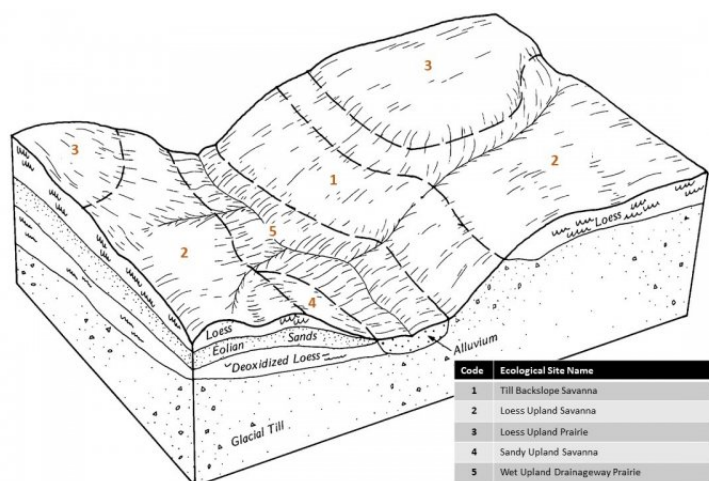 3
3
1
2
5
2
4
Loess
Loess
Eolian Sands
Deoxidized Loess
Alluvium
Glacial Till
Code Ecological Site Name
1 Till Backslope Savanna
2 Loess Upland Savanna
3 Loess Upland Prairie
4 Sandy Upland Savanna
5 Wet Upland Drainageway Prairie